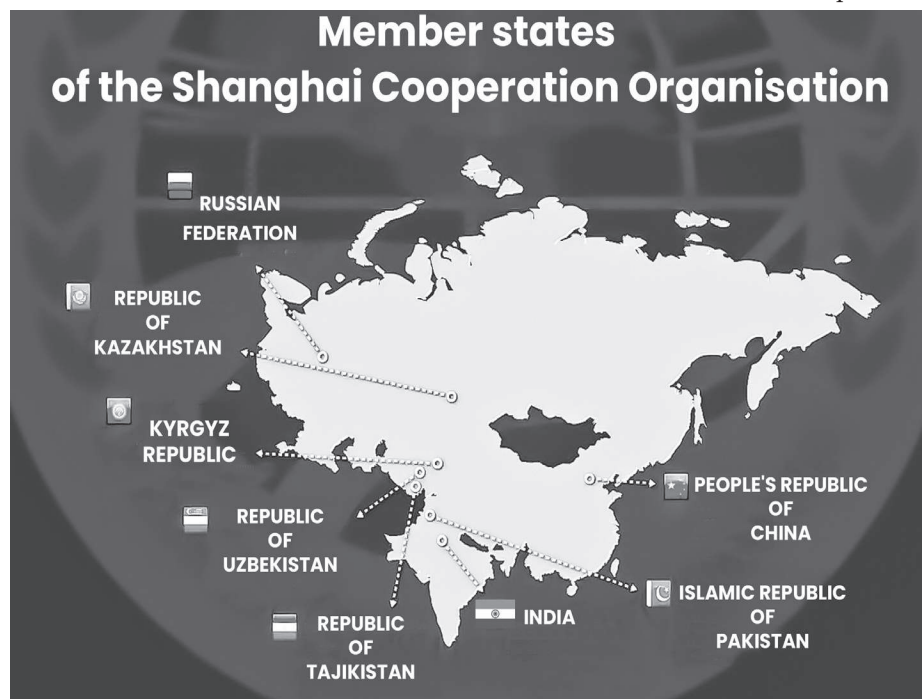 Member states
of the Shanghai Cooperation Organisation
RUSSIAN
FEDERATION
REPUBLIC
OF
KAZAKHSTAN
KYRGYZ
REPUBLIC
REPUBLIC
OF
UZBEKISTAN
REPUBLIC
OF
TAJIKISTAN
INDIA
PEOPLE'S REPUBLIC
OF
CHINA
ISLAMIC REPUBLIC
OF
PAKISTAN